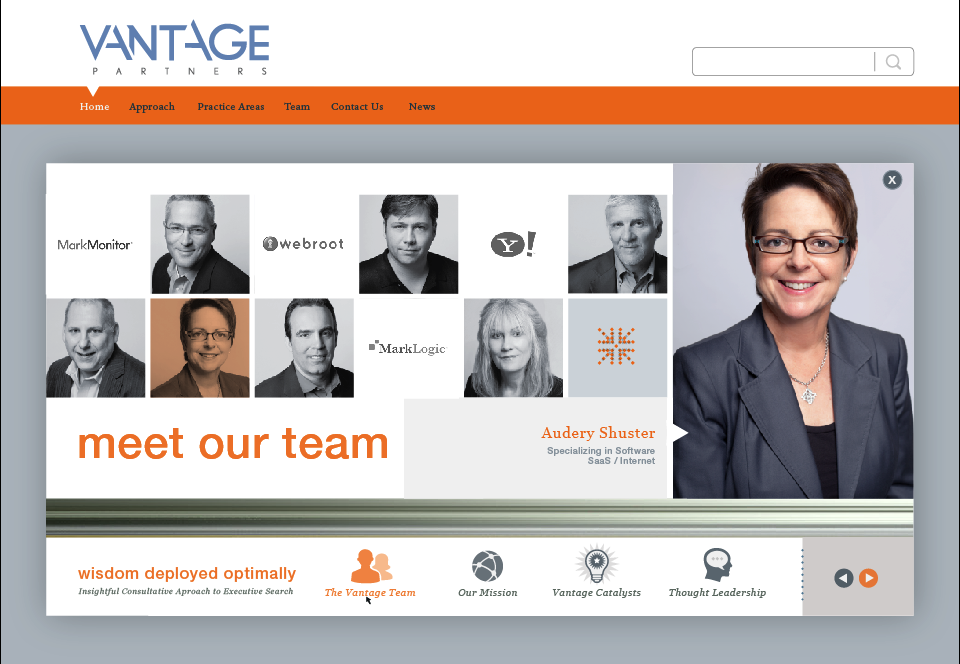 VANTAGE
PARTNERS
Home Approach Practice Areas Team Contact Us News
X
MarkMonitor
webroot
Y!
MarkLogic
meet our team
Audery Shuster
Specializing in Software
SaaS / Internet
wisdom deployed optimally
Insightful Consultative Aproach to Executive Search
The Vantage Team Our Mission Vantage Catalysts Thought Leadership